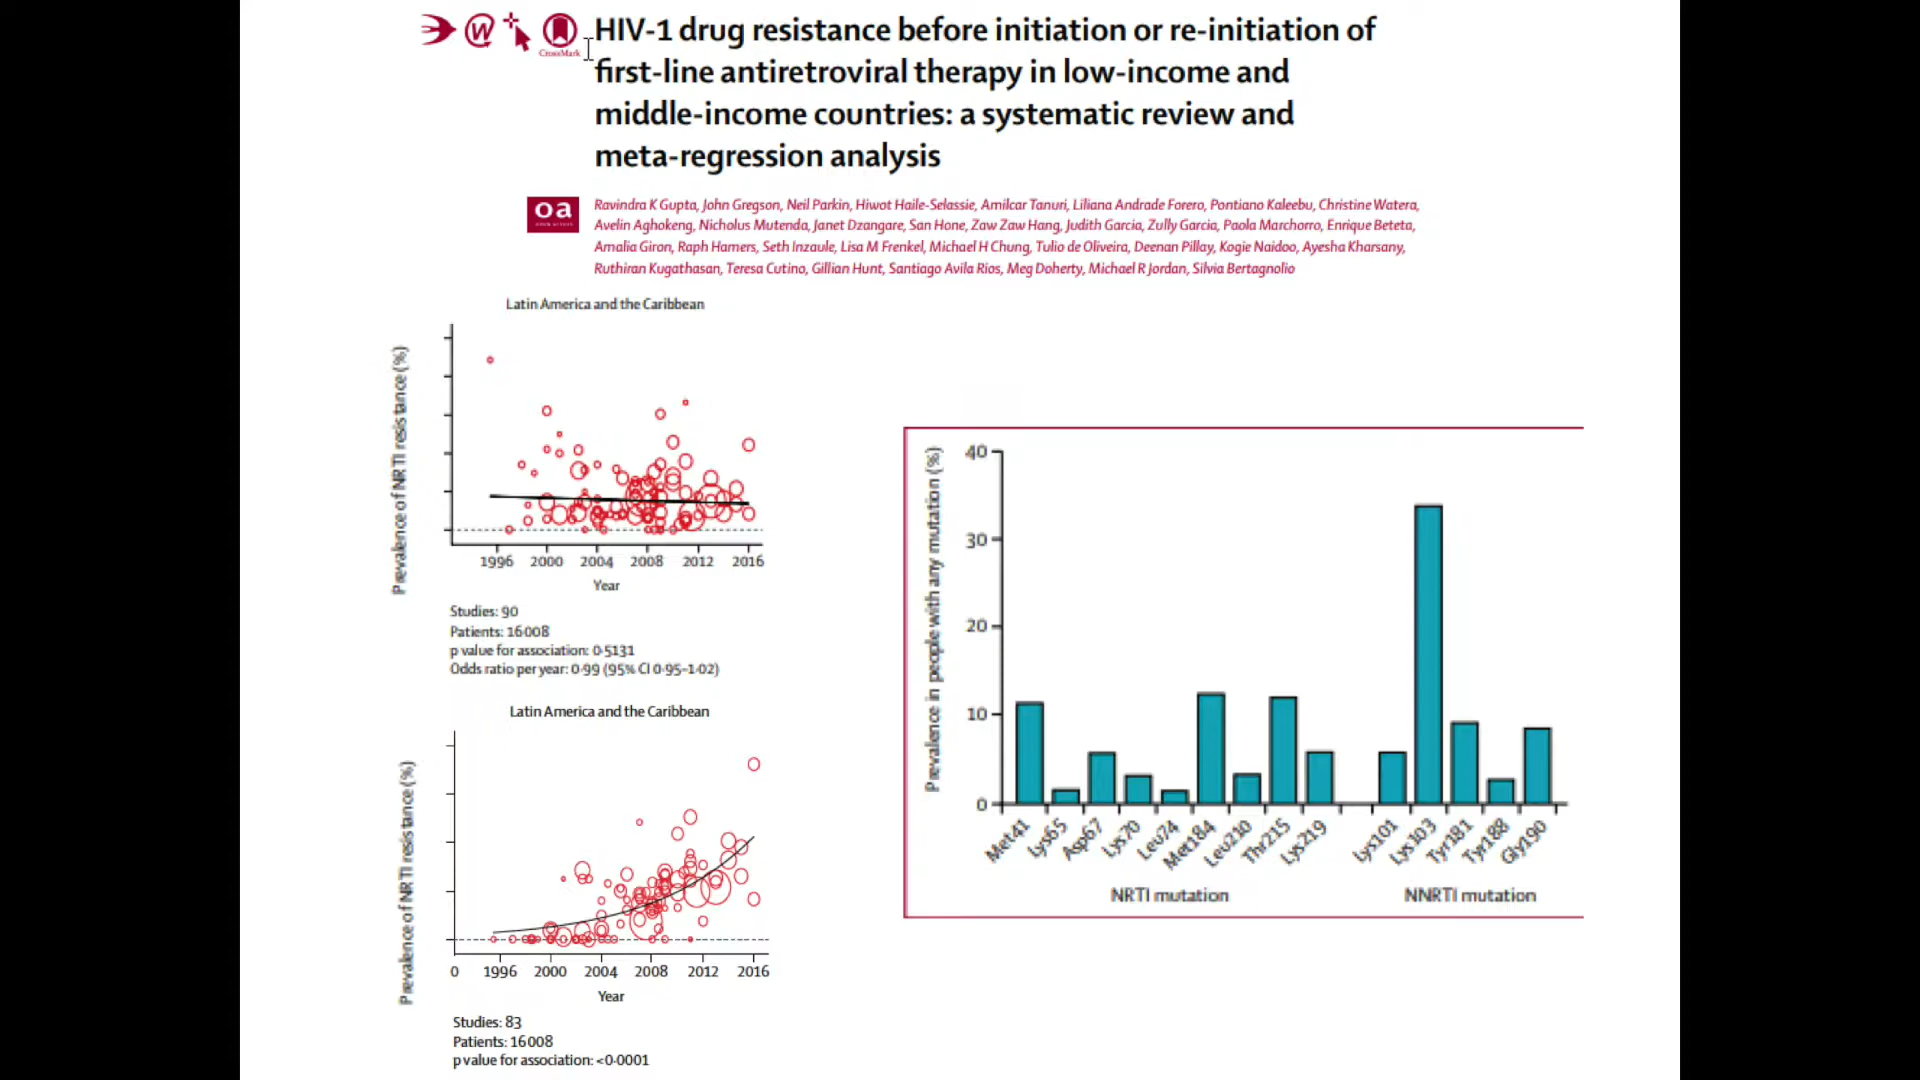 HIV-1 drug resistance before initiation or re-initiation of
first-line antiretroviral therapy in low-income and
middle-income countries: a systematic review and
meta-regression analysis
CrossMark
oa
OPEN ACCESS
Ravindra K Gupta, John Gregson, Neil Parkin, Hiwot Haile-Selassie, Amilcar Tanuri, Liliana Andrade Forero, Pontiano Kaleebu, Christine Watera,
Avelin Aghokeng, Nicholus Mutenda, Janet Dzangare, San Hone, Zaw Zaw Hang, Judith Garcia, Zully Garcia, Paola Marchorro, Enrique Beteta,
Amalia Giron, Raph Hamers, Seth Inzaule, Lisa M Frenkel, Michael H Chung, Tulio de Oliveira, Deenan Pillay, Kogie Naidoo, Ayesha Kharsany,
Ruthiran Kugathasan, Teresa Cutino, Gillian Hunt, Santiago Avila Rios, Meg Doherty, Michael R Jordan, Silvia Bertagnolio
Latin America and the Caribbean
Prevalence of NRTI resistance (%)
1996 2000 2004 2008 2012 2016
Year
Studies: 90
Patients: 16 008
p value for association: 0·5131
Odds ratio per year: 0·99 (95% CI 0·95–1·02)
Latin America and the Caribbean
Prevalence of NRTI resistance (%)
0 1996 2000 2004 2008 2012 2016
Year
Studies: 83
Patients: 16 008
p value for association: <0·0001
Prevalence in people with any mutation (%)
40
30
20
10
0
Met41 Lys65 Asp67 Lys70 Leu74 Met184 Leu210 Thr215 Lys219 Lys101 Lys103 Tyr181 Tyr188 Gly190
NRTI mutation NNRTI mutation